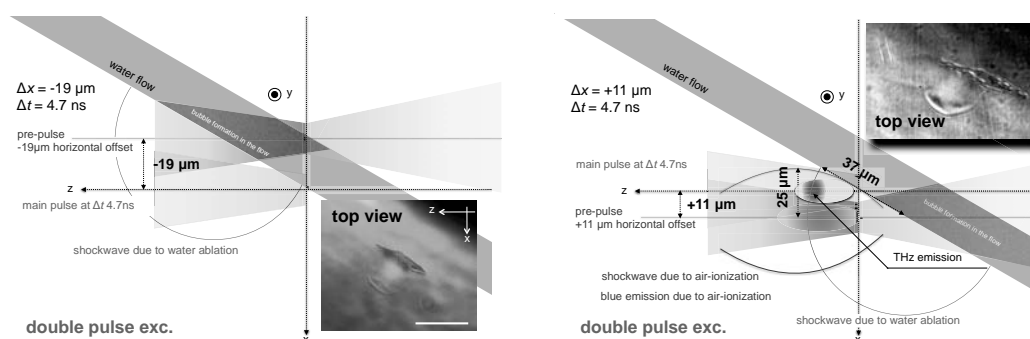 water flow
Δx = -19 µm
Δt = 4.7 ns
y
bubble formation in the flow
pre-pulse
-19µm horizontal offset
-19 µm
z
main pulse at Δt 4.7ns
top view
z
x
shockwave due to water ablation
double pulse exc.
x
water flow
Δx = +11 µm
Δt = 4.7 ns
y
top view
main pulse at Δt 4.7ns
37 µm
25 µm
z
+11 µm
pre-pulse
+11 µm horizontal offset
bubble formation in the flow
THz emission
shockwave due to air-ionization
blue emission due to air-ionization
shockwave due to water ablation
double pulse exc.
x